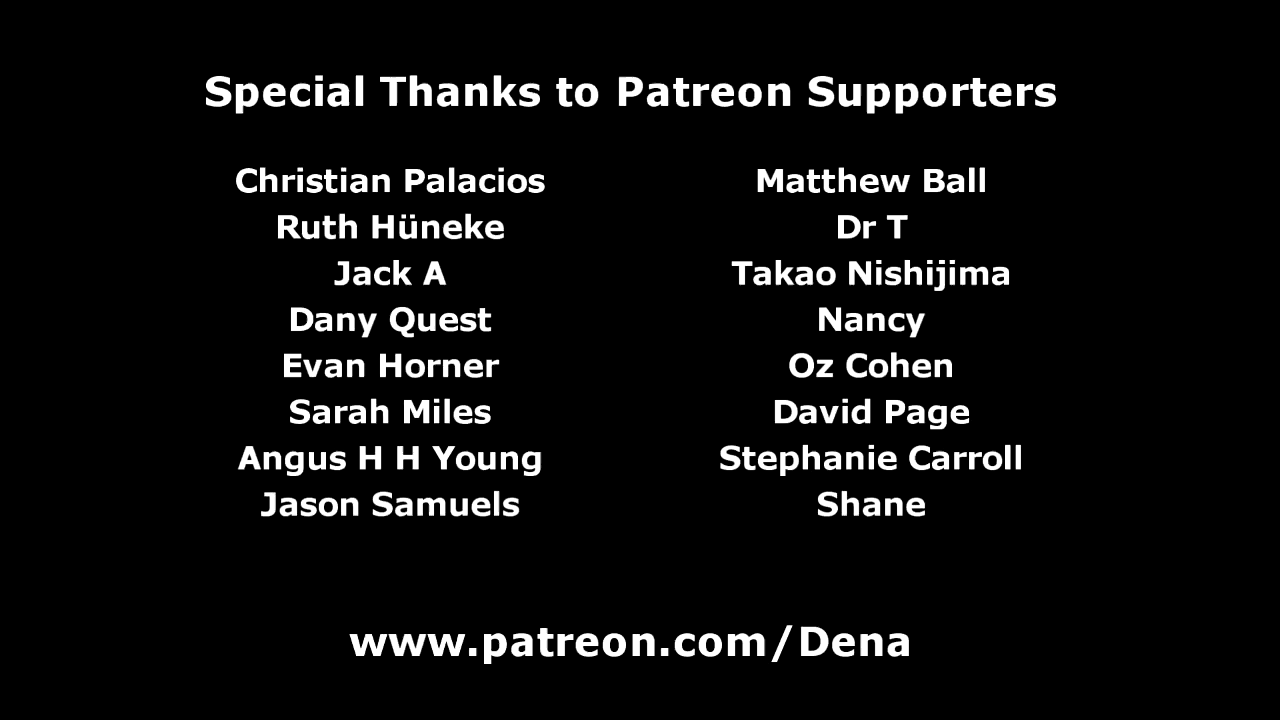 Special Thanks to Patreon Supporters
Christian Palacios
Ruth Hüneke
Jack A
Dany Quest
Evan Horner
Sarah Miles
Angus H H Young
Jason Samuels
Matthew Ball
Dr T
Takao Nishijima
Nancy
Oz Cohen
David Page
Stephanie Carroll
Shane
www.patreon.com/Dena